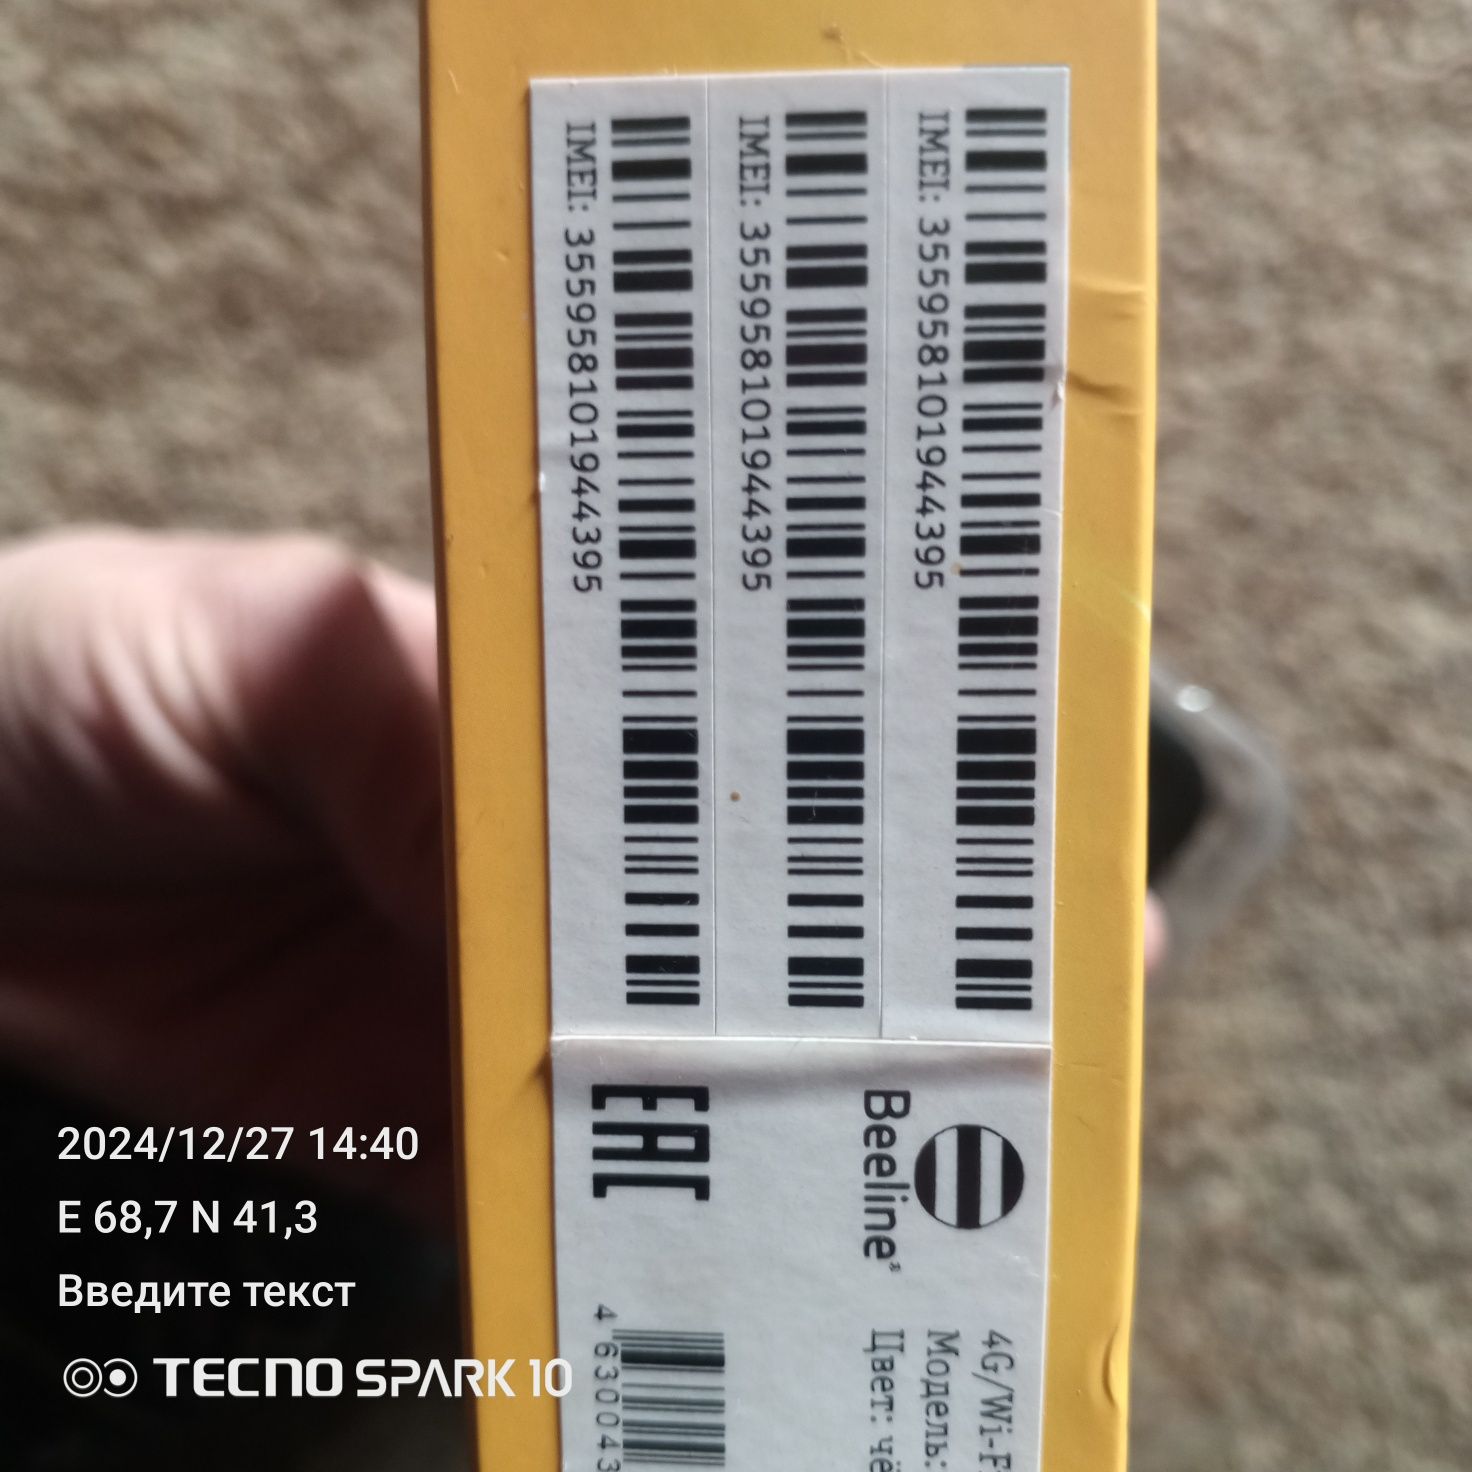 IMEI: 355958101944395
IMEI: 355958101944395
IMEI: 355958101944395
Beeline®
EAC
4G/Wi-F
Модель:
Цвет: чё
4 630043
2024/12/27 14:40
E 68,7 N 41,3
Введите текст
TECNO SPARK 10